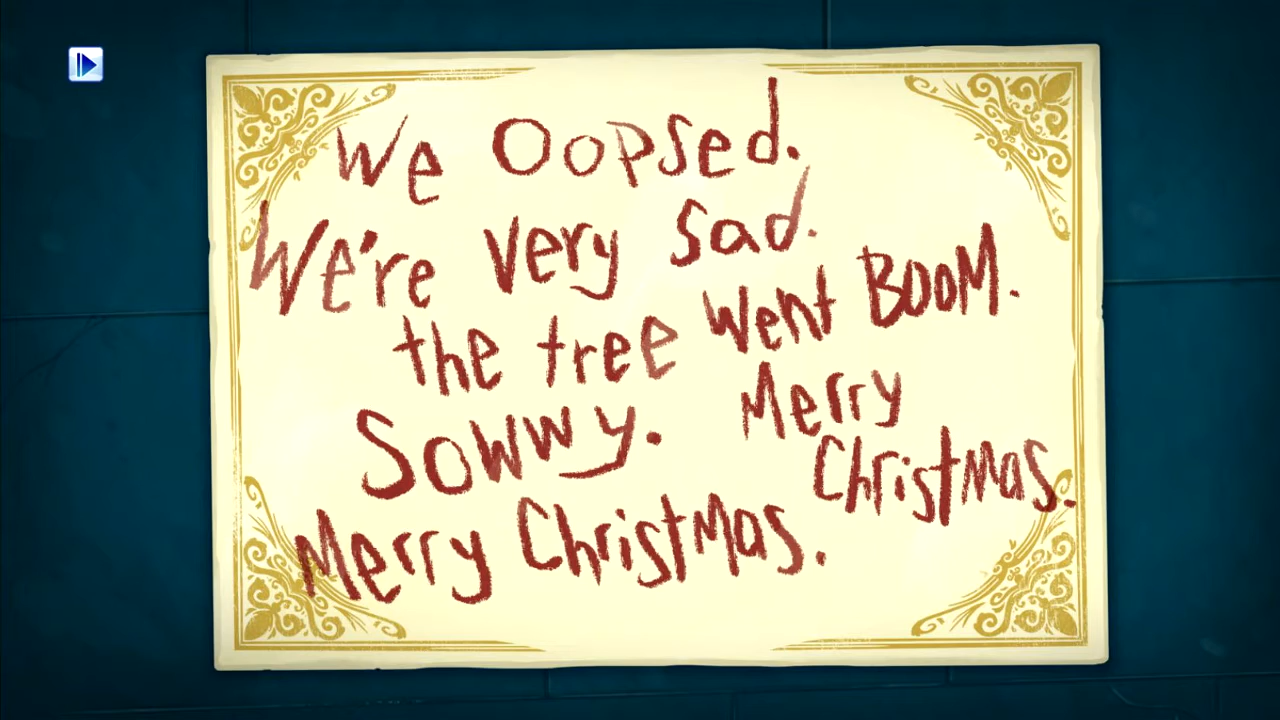 We Oopsed.
We're very sad.
the tree went BOOM.
Sowwy. Merry
Christmas.
Merry Christmas.